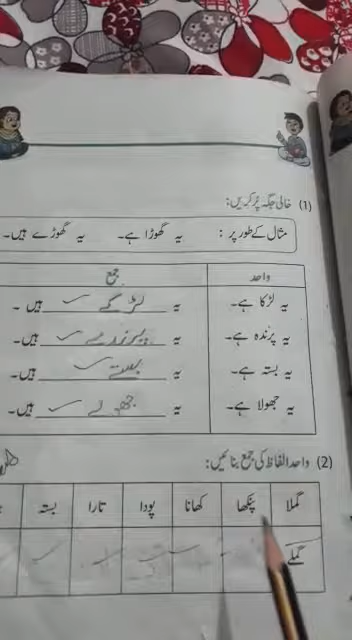 (1) خالی جگہ پُر کریں:
مثال کے طور پر : یہ گھوڑا ہے۔ یہ گھوڑے ہیں۔
واحد جمع
یہ لڑکا ہے۔ یہ لڑکے ہیں۔
یہ پرندہ ہے۔ یہ پرندے ہیں۔
یہ بستہ ہے۔ یہ بستے ہیں۔
یہ جھولا ہے۔ یہ جھولے ہیں۔
(2) واحد الفاظ کی جمع بنائیں:
گملا پنکھا کھانا پودا تارا بستہ
گملے